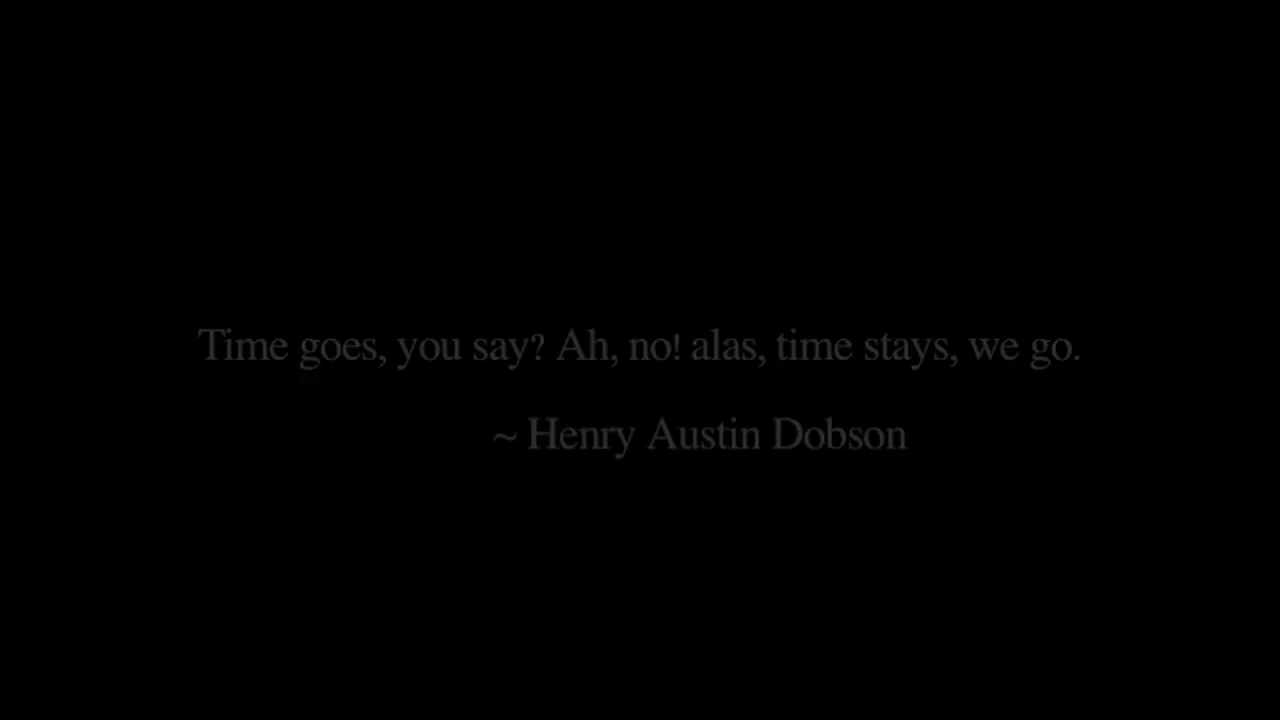 Time goes, you say? Ah, no! alas, time stays, we go.
~ Henry Austin Dobson